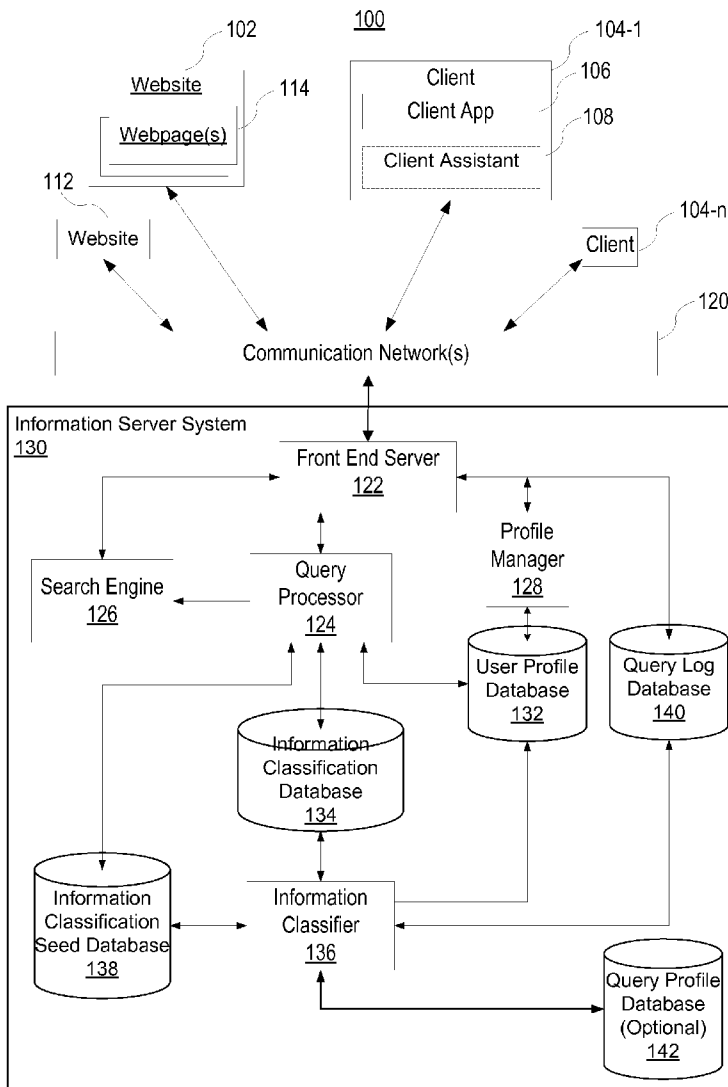 100
102
Website
114
Webpage(s)
112
Website
104-1
Client
106
Client App
108
Client Assistant
104-n
Client
120
Communication Network(s)
Information Server System
130
Front End Server
122
Search Engine
126
Query
Processor
124
Profile
Manager
128
User Profile
Database
132
Query Log
Database
140
Information
Classification
Database
134
Information
Classification
Seed Database
138
Information
Classifier
136
Query Profile
Database
(Optional)
142